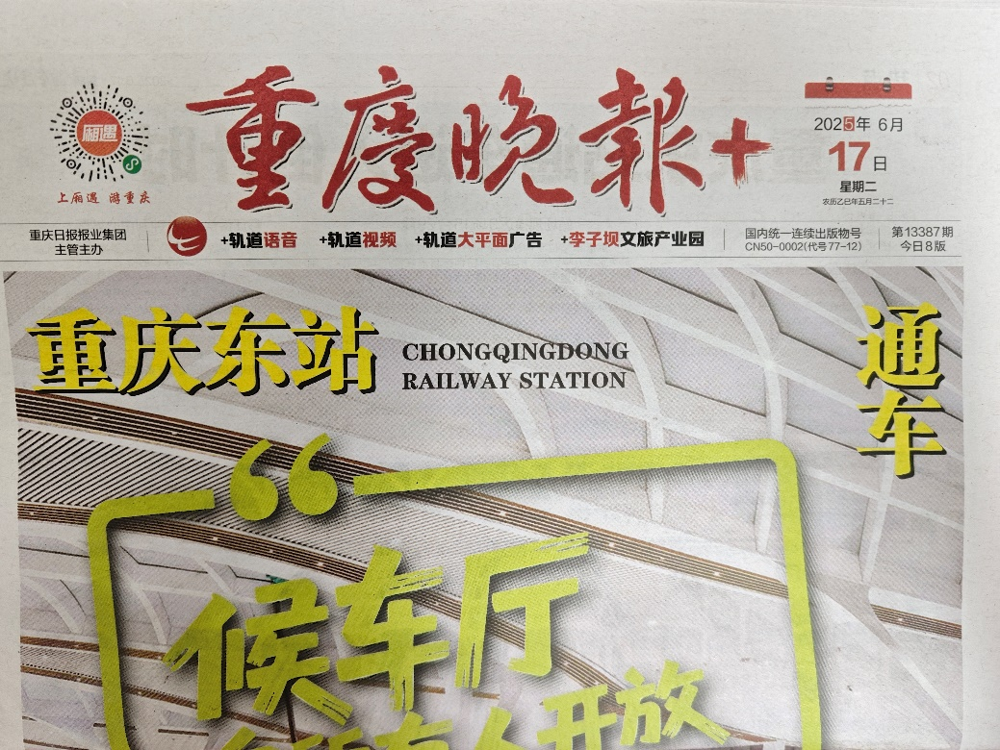 厢遇
上厢遇 游重庆
重慶晚報+
2025年 6月
17日
星期二
农历乙巳年五月二十二
重庆日报报业集团
主管主办
+轨道语音 +轨道视频 +轨道大平面广告 +李子坝文旅产业园
国内统一连续出版物号
CN50-0002(代号77-12)
第13387期
今日8版
重庆东站
CHONGQINGDONG
RAILWAY STATION
通车
“
候车厅
有人开放